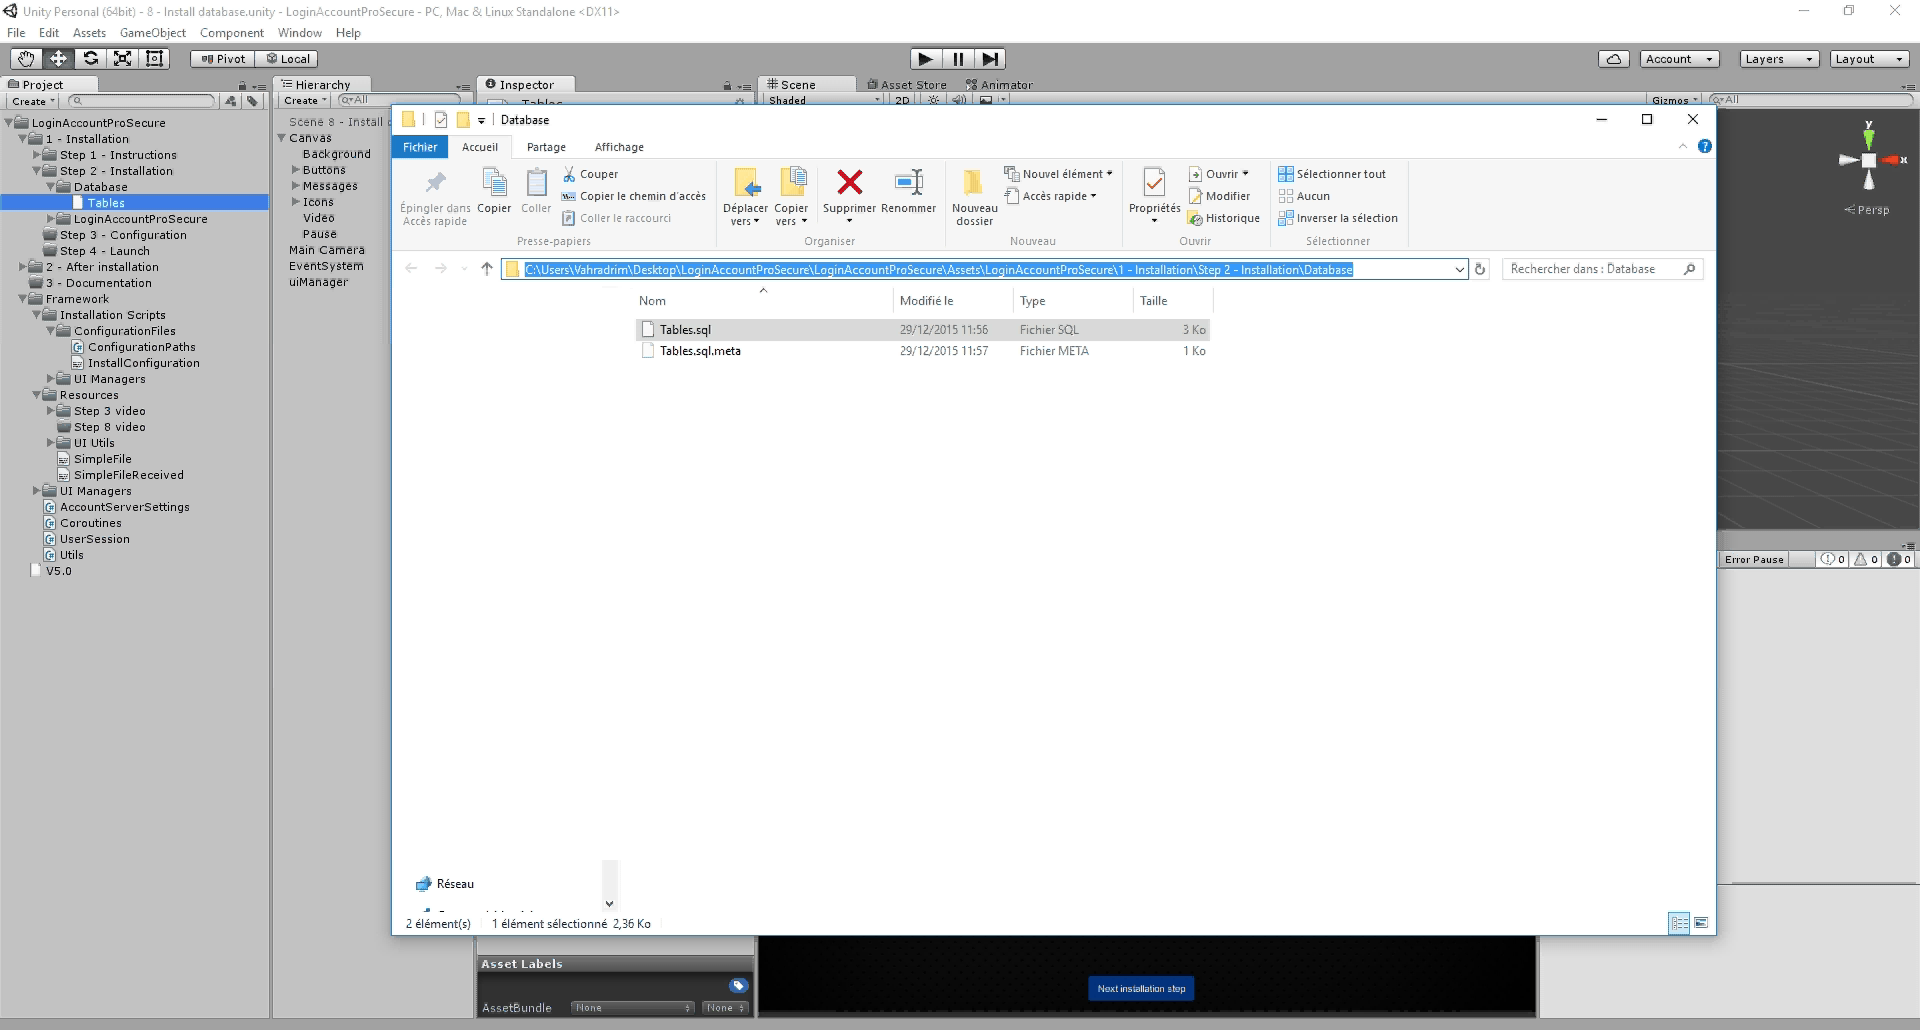 Unity Personal (64bit) - 8 - Install database.unity - LoginAccountProSecure - PC, Mac & Linux Standalone <DX11>
File Edit Assets GameObject Component Window Help
Pivot Local Account Layers Layout
Project Hierarchy Inspector Scene Asset Store Animator
Create Create All Tables Shaded 2D Gizmos All
LoginAccountProSecure
1 - Installation
Step 1 - Instructions
Step 2 - Installation
Database
Tables
LoginAccountProSecure
Step 3 - Configuration
Step 4 - Launch
2 - After installation
3 - Documentation
Framework
Installation Scripts
ConfigurationFiles
ConfigurationPaths
InstallConfiguration
UI Managers
Resources
Step 3 video
Step 8 video
UI Utils
SimpleFile
SimpleFileReceived
UI Managers
AccountServerSettings
Coroutines
UserSession
Utils
V5.0
Scene 8 - Install
Canvas
Background
Buttons
Messages
Icons
Video
Pause
Main Camera
EventSystem
uiManager
Database
Fichier Accueil Partage Affichage
Épingler dans Accès rapide
Copier
Coller
Couper
Copier le chemin d'accès
Coller le raccourci
Presse-papiers
Déplacer vers
Copier vers
Supprimer
Renommer
Organiser
Nouveau dossier
Nouvel élément
Accès rapide
Nouveau
Propriétés
Ouvrir
Modifier
Historique
Ouvrir
Sélectionner tout
Aucun
Inverser la sélection
Sélectionner
C:\Users\Vahradrim\Desktop\LoginAccountProSecure\LoginAccountProSecure\Assets\LoginAccountProSecure\1 - Installation\Step 2 - Installation\Database
Rechercher dans : Database
Nom Modifié le Type Taille
Tables.sql 29/12/2015 11:56 Fichier SQL 3 Ko
Tables.sql.meta 29/12/2015 11:57 Fichier META 1 Ko
Réseau
2 élément(s) 1 élément sélectionné 2,36 Ko
y
x
Persp
Error Pause 0 0 0
Asset Labels
AssetBundle None None
Next installation step